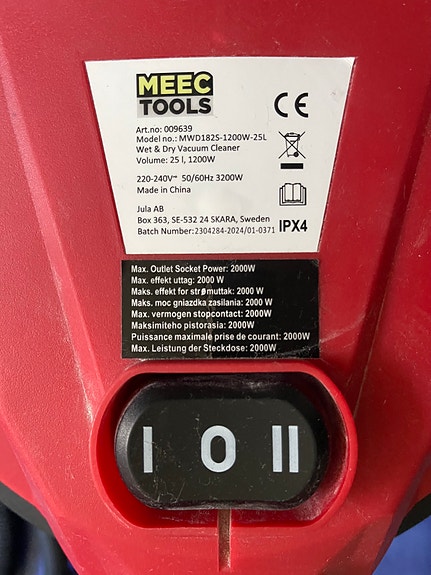 MEEC
TOOLS
CE
Art.no: 009639
Model no.: MWD182S-1200W-25L
Wet & Dry Vacuum Cleaner
Volume: 25 l, 1200W
220-240V~ 50/60Hz 3200W
Made in China
Jula AB
Box 363, SE-532 24 SKARA, Sweden
Batch Number:2304284-2024/01-0371 IPX4
Max. Outlet Socket Power: 2000W
Max. effekt uttag: 2000 W
Maks. effekt for strømuttak: 2000 W
Maks. moc gniazdka zasilania: 2000 W
Max. vermogen stopcontact: 2000W
Maksimiteho pistorasia: 2000W
Puissance maximale prise de courant: 2000W
Max. Leistung der Steckdose: 2000W
I O II